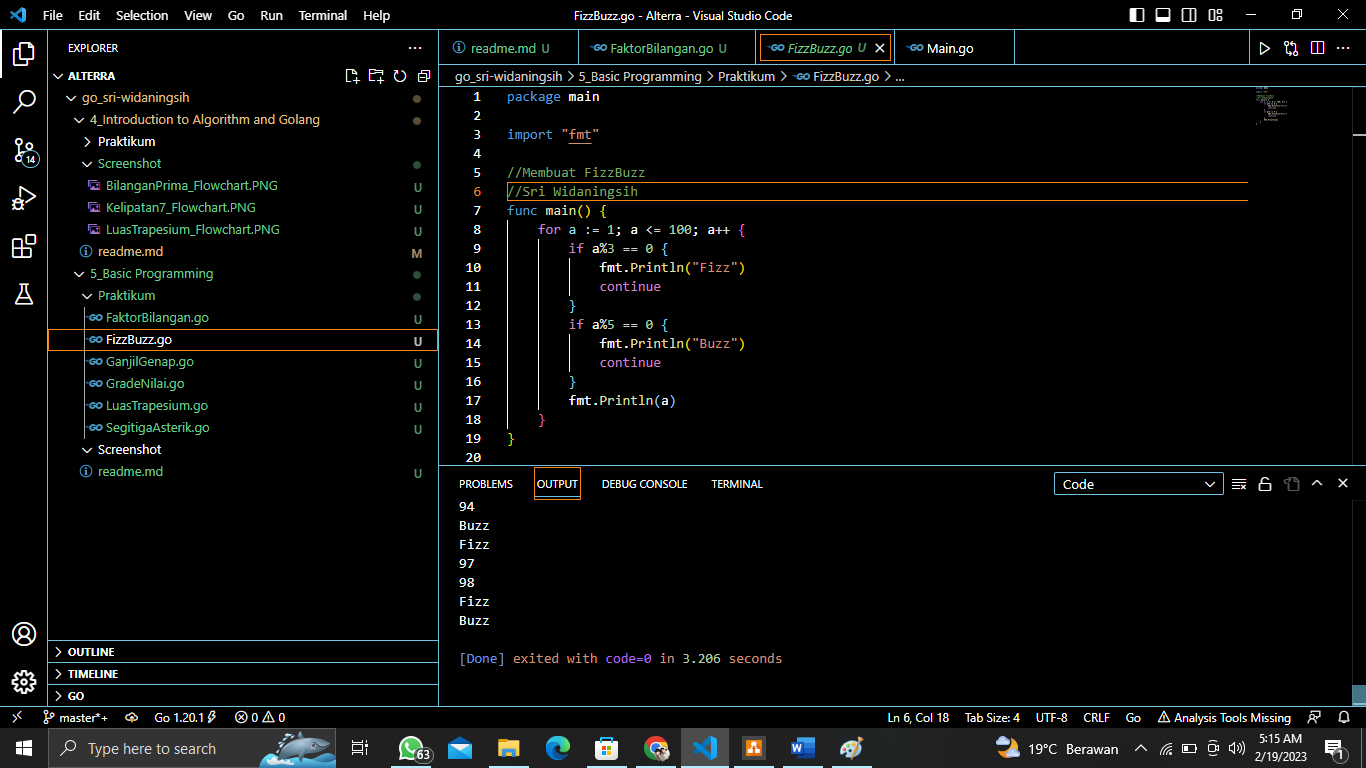 File Edit Selection View Go Run Terminal Help
FizzBuzz.go - Alterra - Visual Studio Code
EXPLORER
ALTERRA
go_sri-widaningsih
4_Introduction to Algorithm and Golang
Praktikum
Screenshot
BilanganPrima_Flowchart.PNG U
Kelipatan7_Flowchart.PNG U
LuasTrapesium_Flowchart.PNG U
readme.md M
5_Basic Programming
Praktikum
FaktorBilangan.go U
FizzBuzz.go U
GanjilGenap.go U
GradeNilai.go U
LuasTrapesium.go U
SegitigaAsterik.go U
Screenshot
readme.md U
OUTLINE
TIMELINE
GO
14
readme.md U
FaktorBilangan.go U
FizzBuzz.go U
Main.go
go_sri-widaningsih > 5_Basic Programming > Praktikum > FizzBuzz.go > ...
1 package main
2
3 import "fmt"
4
5 //Membuat FizzBuzz
6 //Sri Widaningsih
7 func main() {
8 for a := 1; a <= 100; a++ {
9 if a%3 == 0 {
10 fmt.Println("Fizz")
11 continue
12 }
13 if a%5 == 0 {
14 fmt.Println("Buzz")
15 continue
16 }
17 fmt.Println(a)
18 }
19 }
20
PROBLEMS OUTPUT DEBUG CONSOLE TERMINAL
Code
94
Buzz
Fizz
97
98
Fizz
Buzz
[Done] exited with code=0 in 3.206 seconds
master*+ Go 1.20.1 0 0
Ln 6, Col 18 Tab Size: 4 UTF-8 CRLF Go Analysis Tools Missing
Type here to search
63
19°C Berawan
5:15 AM
2/19/2023
1